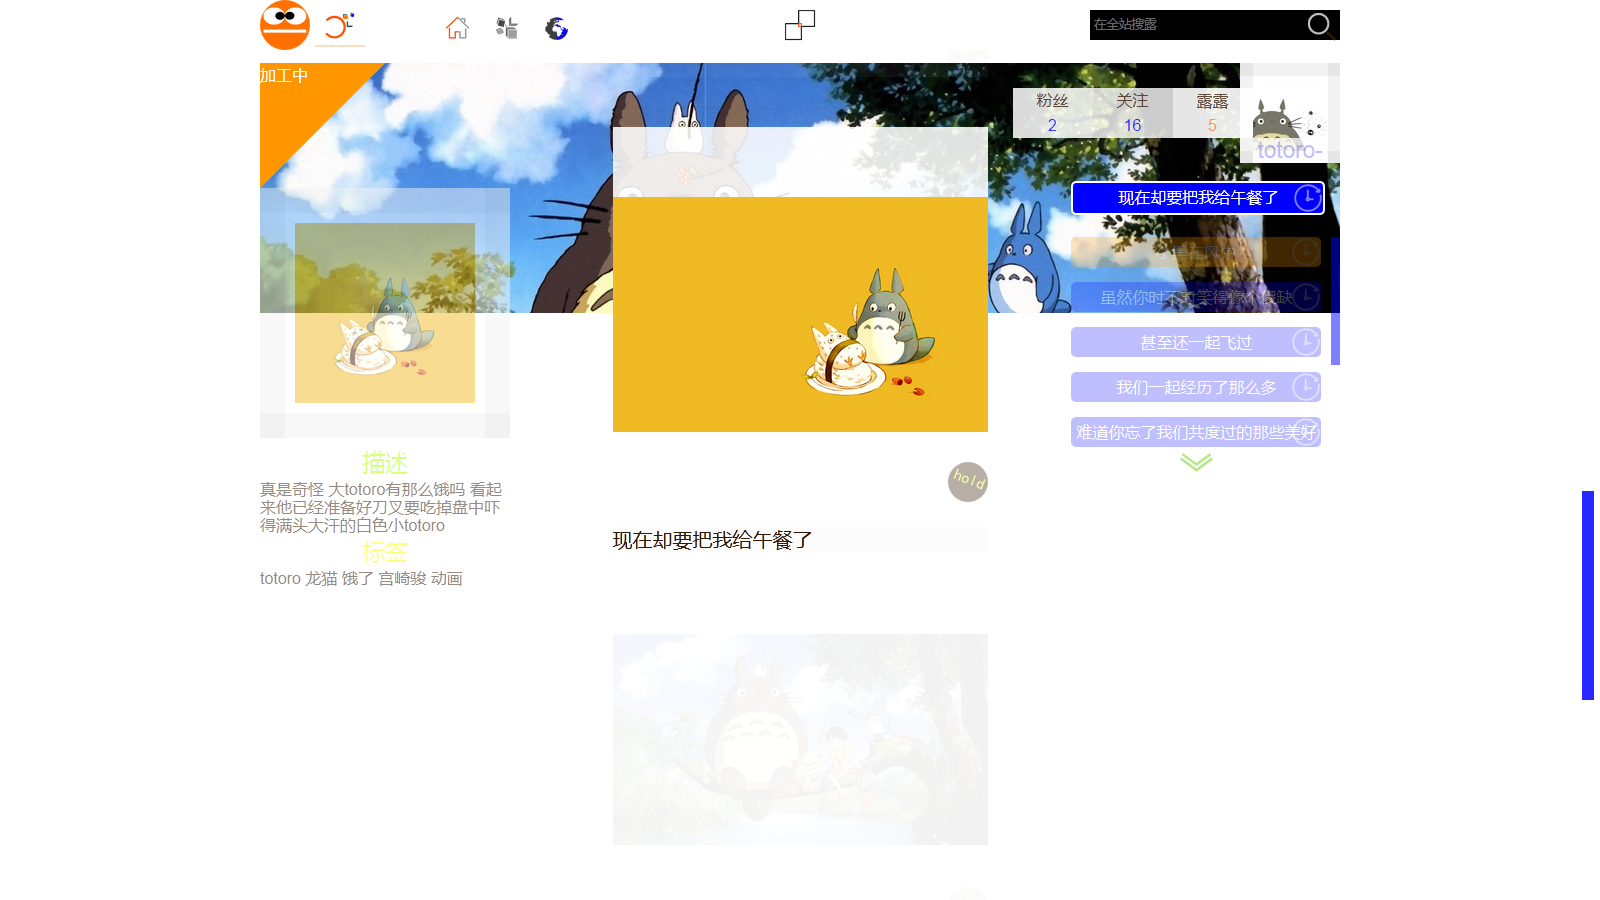 在全站搜露
加工中
粉丝 关注 露露
2 16 5
totoro-
现在却要把我给午餐了
甚至还一起飞过
我们一起经历了那么多
难道你忘了我们共度过的那些美好
hold
现在却要把我给午餐了
描述
真是奇怪 大totoro有那么饿吗 看起
来他已经准备好刀叉要吃掉盘中吓
得满头大汗的白色小totoro
标签
totoro 龙猫 饿了 宫崎骏 动画